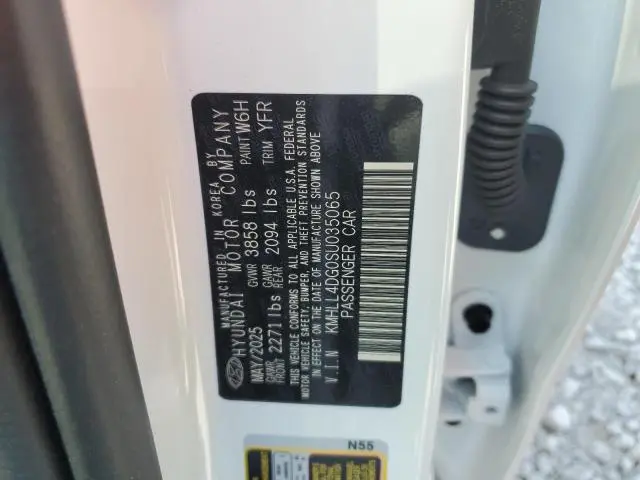 MANUFACTURED IN KOREA BY
HYUNDAI MOTOR COMPANY
MAY/2025 GVWR 3858 lbs PAINT W6H
GAWR FRONT 2271 lbs GAWR REAR 2094 lbs TRIM YFR
THIS VEHICLE CONFORMS TO ALL APPLICABLE U.S.A. FEDERAL
MOTOR VEHICLE SAFETY, BUMPER, AND THEFT PREVENTION STANDARDS
IN EFFECT ON THE DATE OF MANUFACTURE SHOWN ABOVE
V.I.N KMHLL4DG0SU035065
PASSENGER CAR
N55